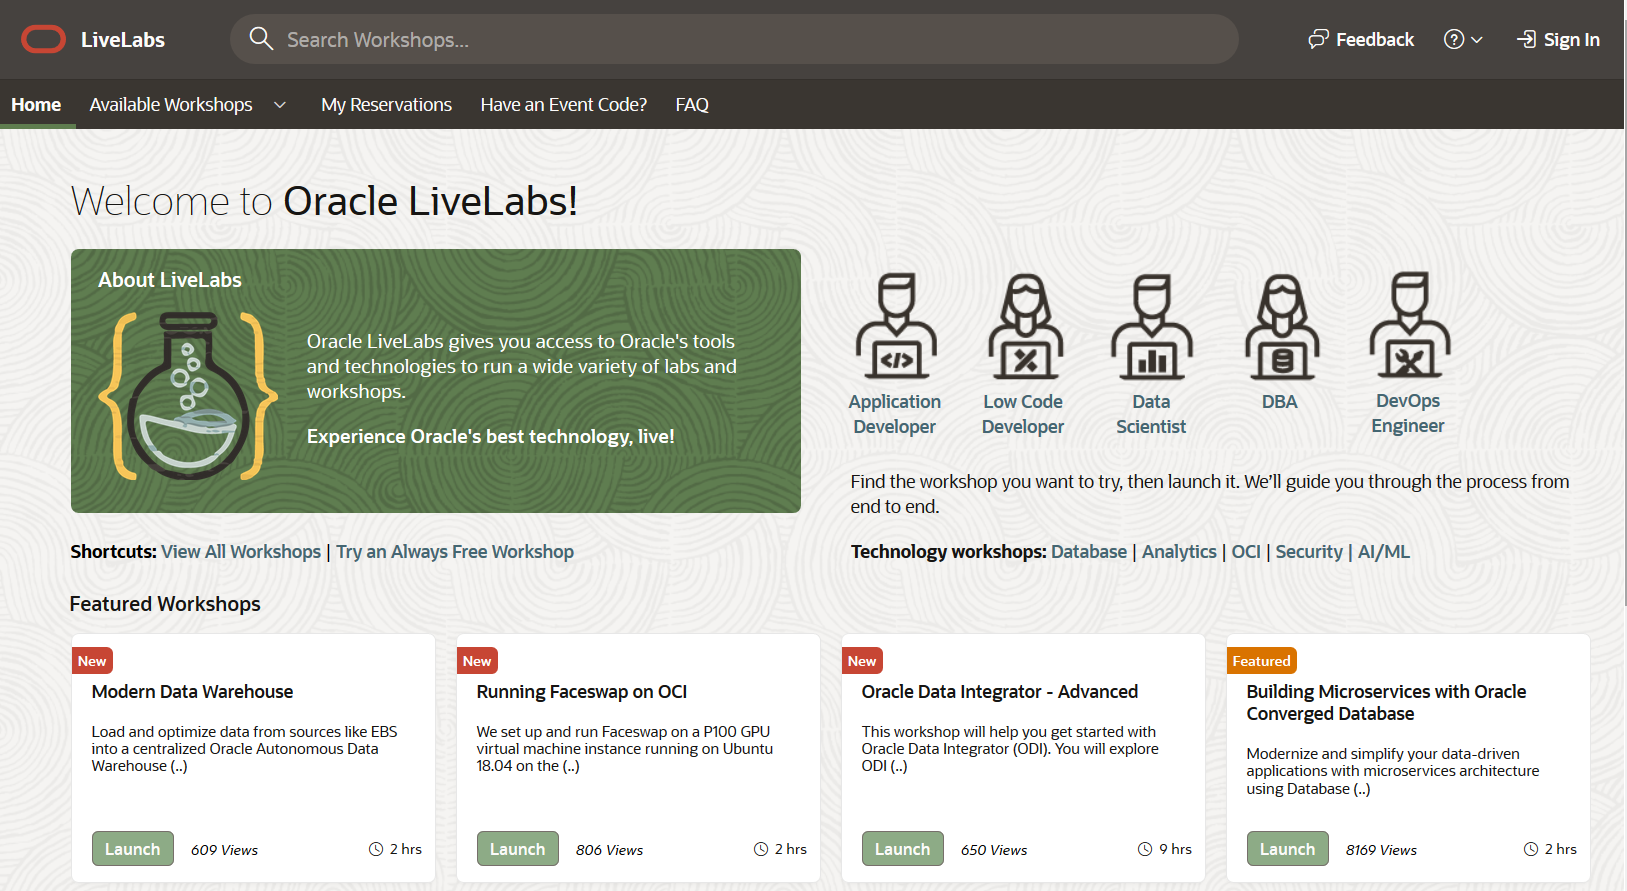 LiveLabs
Search Workshops...
Feedback
Sign In
Home
Available Workshops
My Reservations
Have an Event Code?
FAQ
Welcome to Oracle LiveLabs!
About LiveLabs
Oracle LiveLabs gives you access to Oracle's tools
and technologies to run a wide variety of labs and
workshops.
Experience Oracle's best technology, live!
Application
Developer
Low Code
Developer
Data
Scientist
DBA
DevOps
Engineer
Find the workshop you want to try, then launch it. We’ll guide you through the process from
end to end.
Shortcuts: View All Workshops | Try an Always Free Workshop
Technology workshops: Database | Analytics | OCI | Security | AI/ML
Featured Workshops
New
Modern Data Warehouse
Load and optimize data from sources like EBS
into a centralized Oracle Autonomous Data
Warehouse (..)
Launch
609 Views
2 hrs
New
Running Faceswap on OCI
We set up and run Faceswap on a P100 GPU
virtual machine instance running on Ubuntu
18.04 on the (..)
Launch
806 Views
2 hrs
New
Oracle Data Integrator - Advanced
This workshop will help you get started with
Oracle Data Integrator (ODI). You will explore
ODI (..)
Launch
650 Views
9 hrs
Featured
Building Microservices with Oracle
Converged Database
Modernize and simplify your data-driven
applications with microservices architecture
using Database (..)
Launch
8169 Views
2 hrs